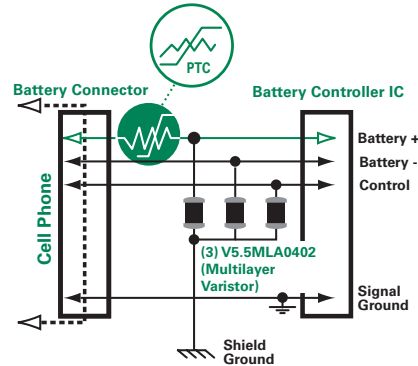 PTC
Battery Connector
Battery Controller IC
Battery +
Battery -
Control
Cell Phone
(3) V5.5MLA0402
(Multilayer
Varistor)
Signal
Ground
Shield
Ground